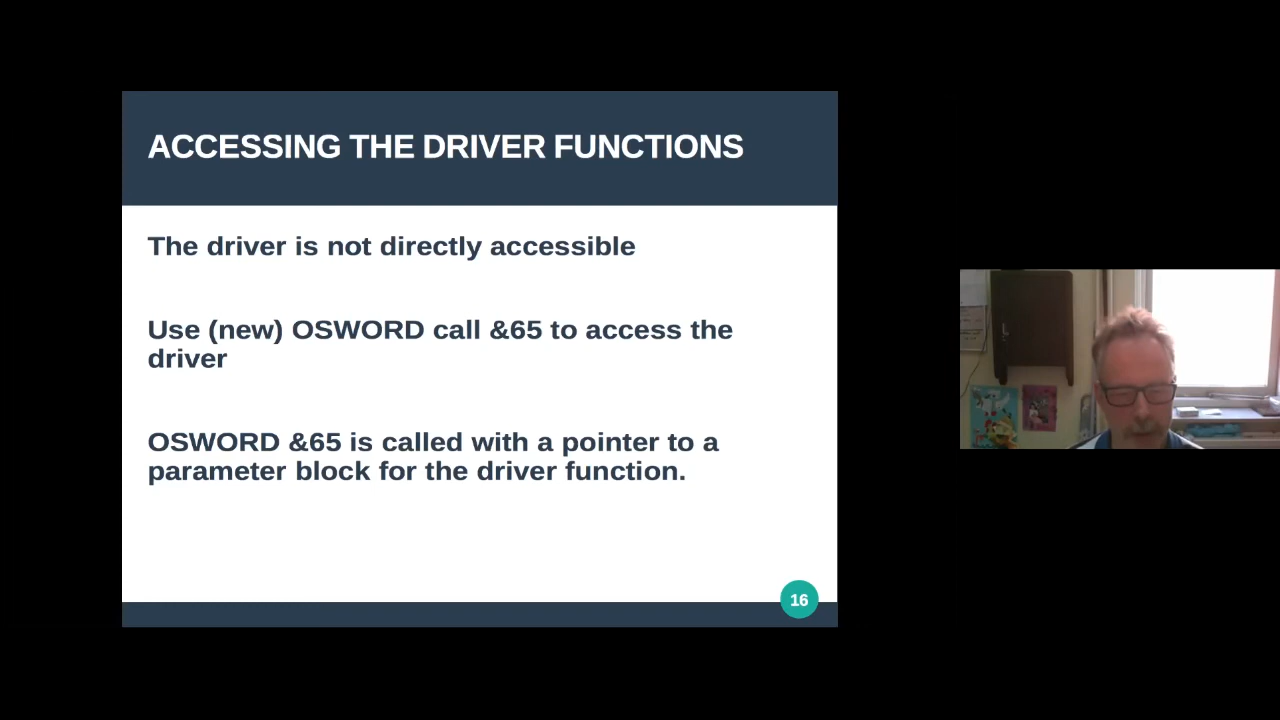 ACCESSING THE DRIVER FUNCTIONS
The driver is not directly accessible
Use (new) OSWORD call &65 to access the
driver
OSWORD &65 is called with a pointer to a
parameter block for the driver function.
16